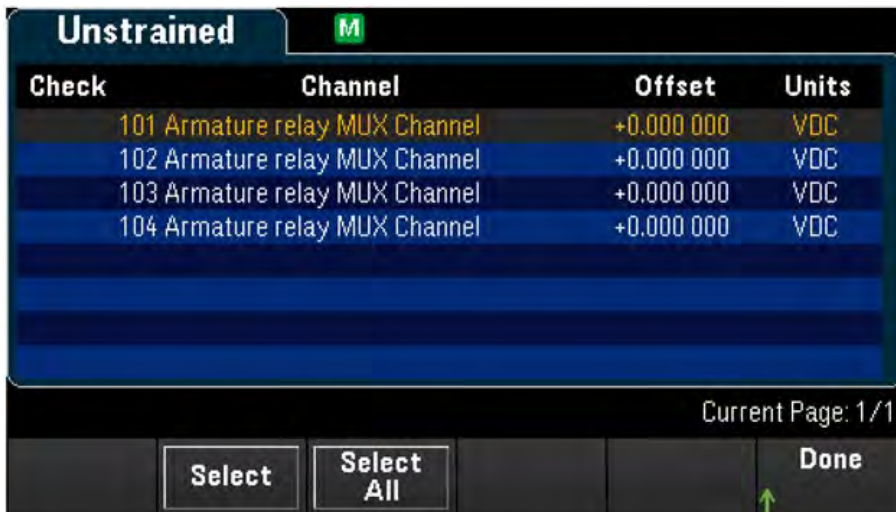 Unstrained M
Check Channel Offset Units
101 Armature relay MUX Channel +0.000 000 VDC
102 Armature relay MUX Channel +0.000 000 VDC
103 Armature relay MUX Channel +0.000 000 VDC
104 Armature relay MUX Channel +0.000 000 VDC
Current Page: 1/1
Select Select All Done